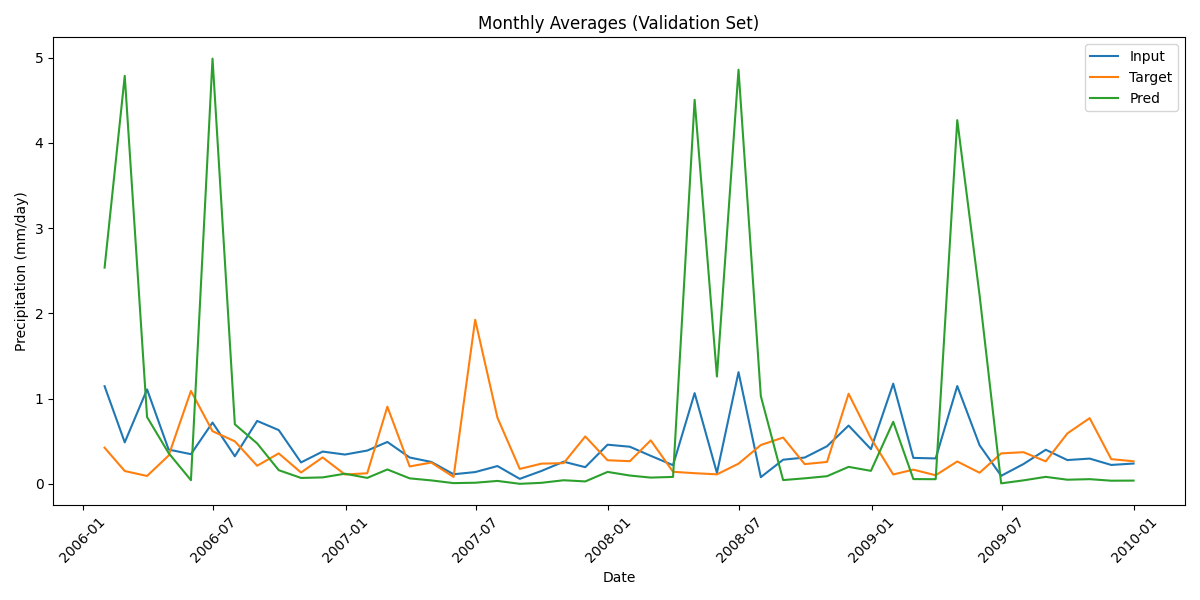 Monthly Averages (Validation Set)
Input
Target
Pred
Precipitation (mm/day)
5
4
3
2
1
0
2006-01
2006-07
2007-01
2007-07
2008-01
2008-07
2009-01
2009-07
2010-01
Date